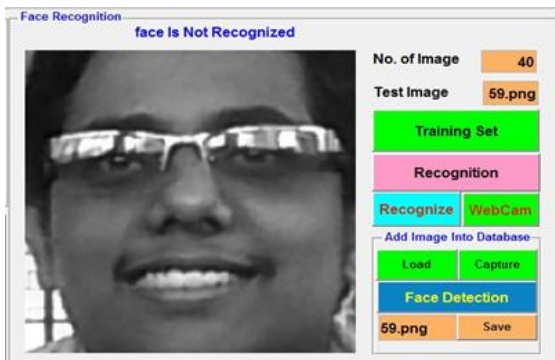 Face Recognition
face Is Not Recognized
No. of Image 40
Test Image 59.png
Training Set
Recognition
Recognize WebCam
Add Image Into Database
Load Capture
Face Detection
59.png Save